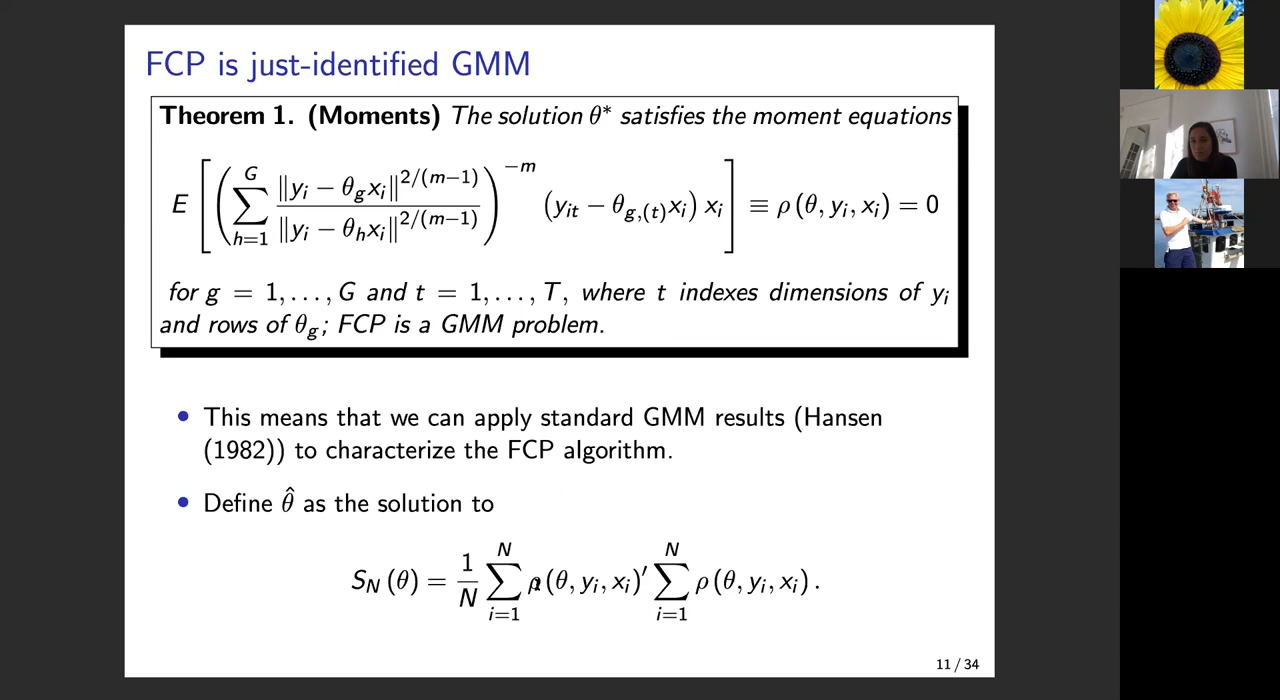 FCP is just-identified GMM
Theorem 1. (Moments) The solution θ* satisfies the moment equations
E [ ( ∑_{h=1}^{G} ‖y_i − θ_g x_i‖^{2/(m−1)} / ‖y_i − θ_h x_i‖^{2/(m−1)} )^{−m} (y_{it} − θ_{g,(t)} x_i) x_i ] ≡ ρ(θ, y_i, x_i) = 0
for g = 1, . . . , G and t = 1, . . . , T, where t indexes dimensions of y_i
and rows of θ_g; FCP is a GMM problem.
• This means that we can apply standard GMM results (Hansen
(1982)) to characterize the FCP algorithm.
• Define θ̂ as the solution to
S_N (θ) = 1/N ∑_{i=1}^{N} ρ(θ, y_i, x_i)′ ∑_{i=1}^{N} ρ(θ, y_i, x_i) .
11 / 34